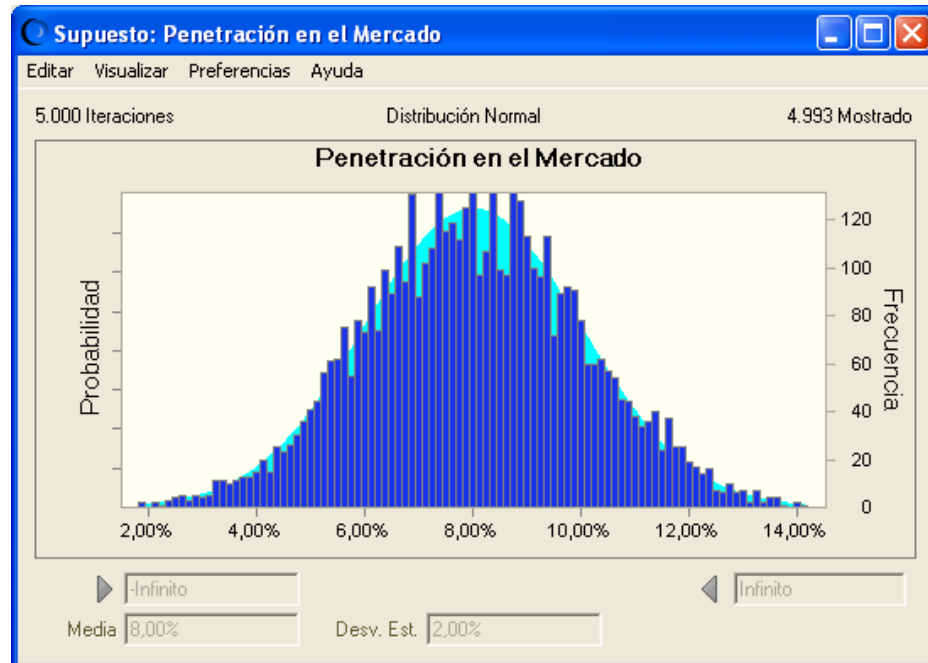 Supuesto: Penetración en el Mercado
Editar Visualizar Preferencias Ayuda
5.000 Iteraciones Distribución Normal 4.993 Mostrado
Penetración en el Mercado
Probabilidad
120
100
80
60
40
20
0
Frecuencia
2,00% 4,00% 6,00% 8,00% 10,00% 12,00% 14,00%
-Infinito Infinito
Media 8,00% Desv. Est. 2,00%